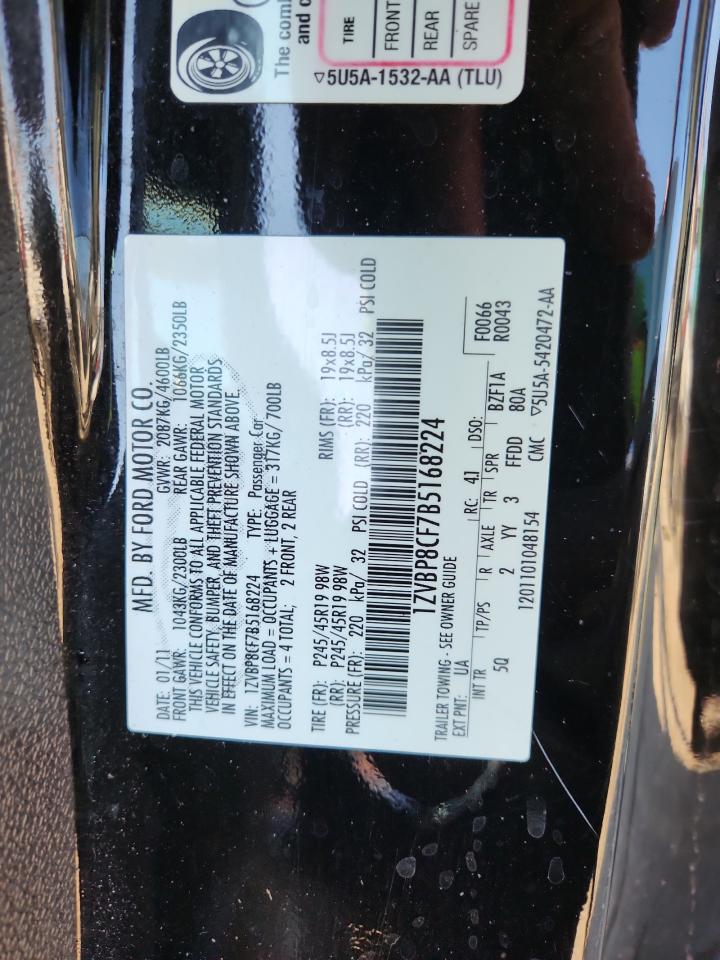 MFD. BY FORD MOTOR CO.
DATE: 01/11 GVWR: 2087KG/4600LB
FRONT GAWR: 1043KG/2300LB REAR GAWR: 1066KG/2350LB
THIS VEHICLE CONFORMS TO ALL APPLICABLE FEDERAL MOTOR
VEHICLE SAFETY, BUMPER, AND THEFT PREVENTION STANDARDS
IN EFFECT ON THE DATE OF MANUFACTURE SHOWN ABOVE.
VIN: 1ZVBP8CF7B5168224 TYPE: Passenger Car
MAXIMUM LOAD = OCCUPANTS + LUGGAGE = 317KG/700LB
OCCUPANTS = 4 TOTAL; 2 FRONT, 2 REAR
TIRE (FR): P245/45R19 98W RIMS (FR): 19x8.5J
(RR): P245/45R19 98W (RR): 19x8.5J
PRESSURE (FR): 220 kPa/ 32 PSI COLD (RR): 220 kPa/ 32 PSI COLD
1ZVBP8CF7B5168224
TRAILER TOWING - SEE OWNER GUIDE
EXT PNT: UA RC: 41 DSO: F0066
INT TR TP/PS R AXLE TR SPR BZF1A R0043
5Q 2 YY 3 FFDD 80A
1201101048154 CMC ▽5U5A-5420472-AA
The comb
and c
TIRE
FRONT
REAR
SPARE
▽5U5A-1532-AA (TLU)